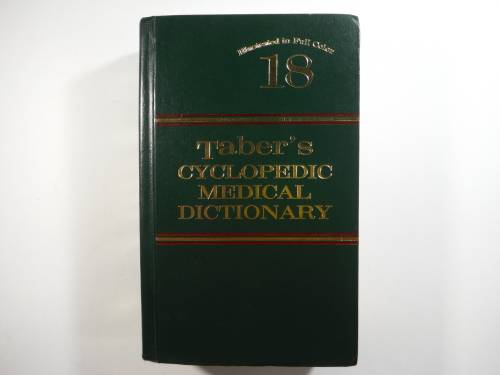 Illustrated in Full Color
18
Taber's
CYCLOPEDIC
MEDICAL
DICTIONARY